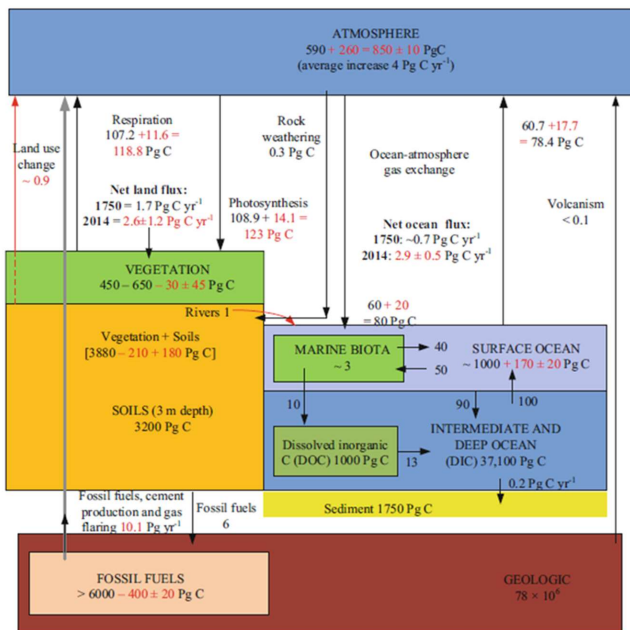 ATMOSPHERE
590 + 260 = 850 ± 10 PgC
(average increase 4 Pg C yr⁻¹)
Land use
change
~ 0.9
Respiration
107.2 +11.6 =
118.8 Pg C
Net land flux:
1750 = 1.7 Pg C yr⁻¹
2014 = 2.6±1.2 Pg C yr⁻¹
Photosynthesis
108.9 + 14.1 =
123 Pg C
Rock
weathering
0.3 Pg C
Ocean-atmosphere
gas exchange
Net ocean flux:
1750: ~0.7 Pg C yr⁻¹
2014: 2.9 ± 0.5 Pg C yr⁻¹
60.7 +17.7
= 78.4 Pg C
Volcanism
< 0.1
VEGETATION
450 – 650 – 30 ± 45 Pg C
Rivers 1
60 + 20
= 80 Pg C
Vegetation + Soils
[3880 – 210 + 180 Pg C]
SOILS (3 m depth)
3200 Pg C
MARINE BIOTA
~ 3
40
50
SURFACE OCEAN
~ 1000 + 170 ± 20 Pg C
10
90
100
Dissolved inorganic
C (DOC) 1000 Pg C
13
INTERMEDIATE AND
DEEP OCEAN
(DIC) 37,100 Pg C
0.2 Pg C yr⁻¹
Sediment 1750 Pg C
Fossil fuels, cement
production and gas
flaring 10.1 Pg yr⁻¹
Fossil fuels
6
FOSSIL FUELS
> 6000 – 400 ± 20 Pg C
GEOLOGIC
78 × 10⁶